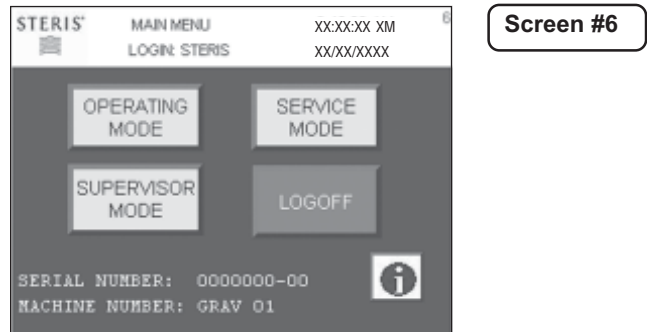 STERIS®
MAIN MENU
XX:XX:XX XM
6
LOGIN: STERIS
XX/XX/XXXX
Screen #6
OPERATING
MODE
SERVICE
MODE
SUPERVISOR
MODE
LOGOFF
i
SERIAL NUMBER: 0000000-00
MACHINE NUMBER: GRAV 01